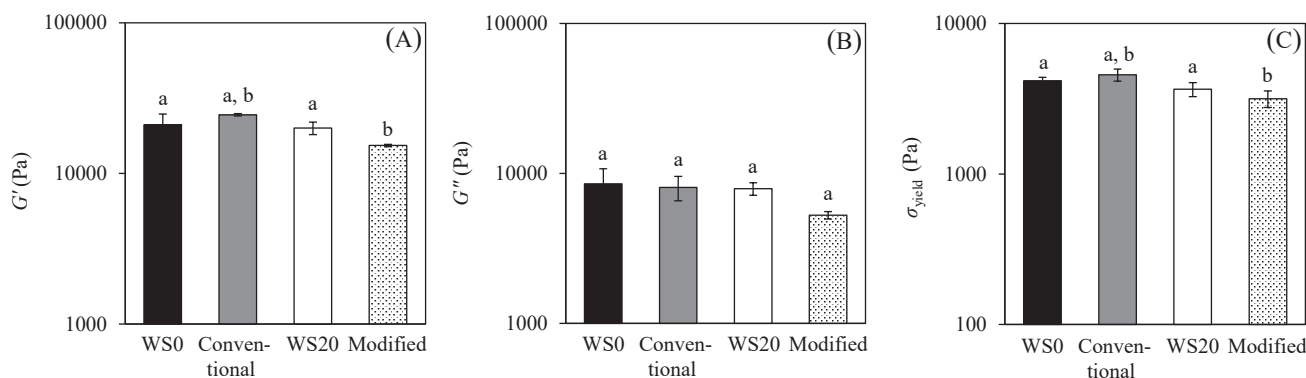 (A)
100000
10000
1000
G′ (Pa)
a
a, b
a
b
WS0 Conven- WS20 Modified
tional
(B)
100000
10000
1000
G″ (Pa)
a
a
a
a
WS0 Conven- WS20 Modified
tional
(C)
10000
1000
100
σyield (Pa)
a
a, b
a
b
WS0 Conven- WS20 Modified
tional